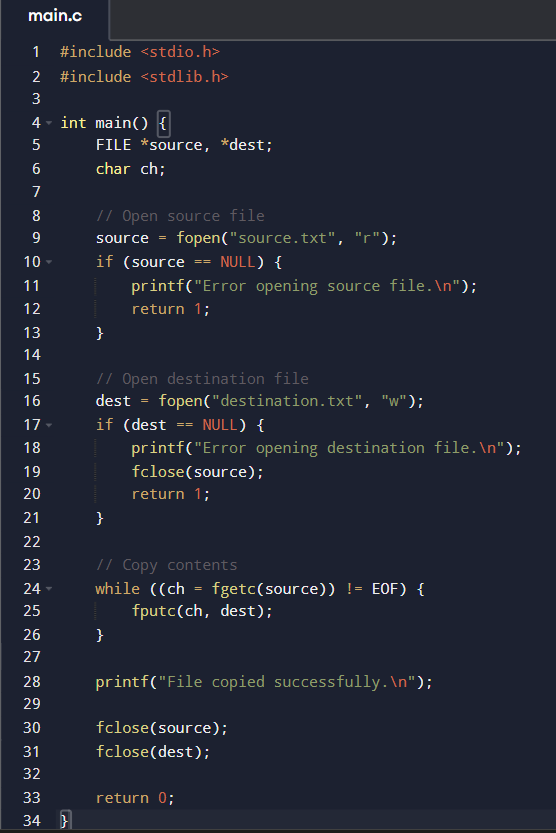 main.c
1 #include <stdio.h>
2 #include <stdlib.h>
3
4 int main() {
5     FILE *source, *dest;
6     char ch;
7
8     // Open source file
9     source = fopen("source.txt", "r");
10     if (source == NULL) {
11         printf("Error opening source file.\n");
12         return 1;
13     }
14
15     // Open destination file
16     dest = fopen("destination.txt", "w");
17     if (dest == NULL) {
18         printf("Error opening destination file.\n");
19         fclose(source);
20         return 1;
21     }
22
23     // Copy contents
24     while ((ch = fgetc(source)) != EOF) {
25         fputc(ch, dest);
26     }
27
28     printf("File copied successfully.\n");
29
30     fclose(source);
31     fclose(dest);
32
33     return 0;
34 }